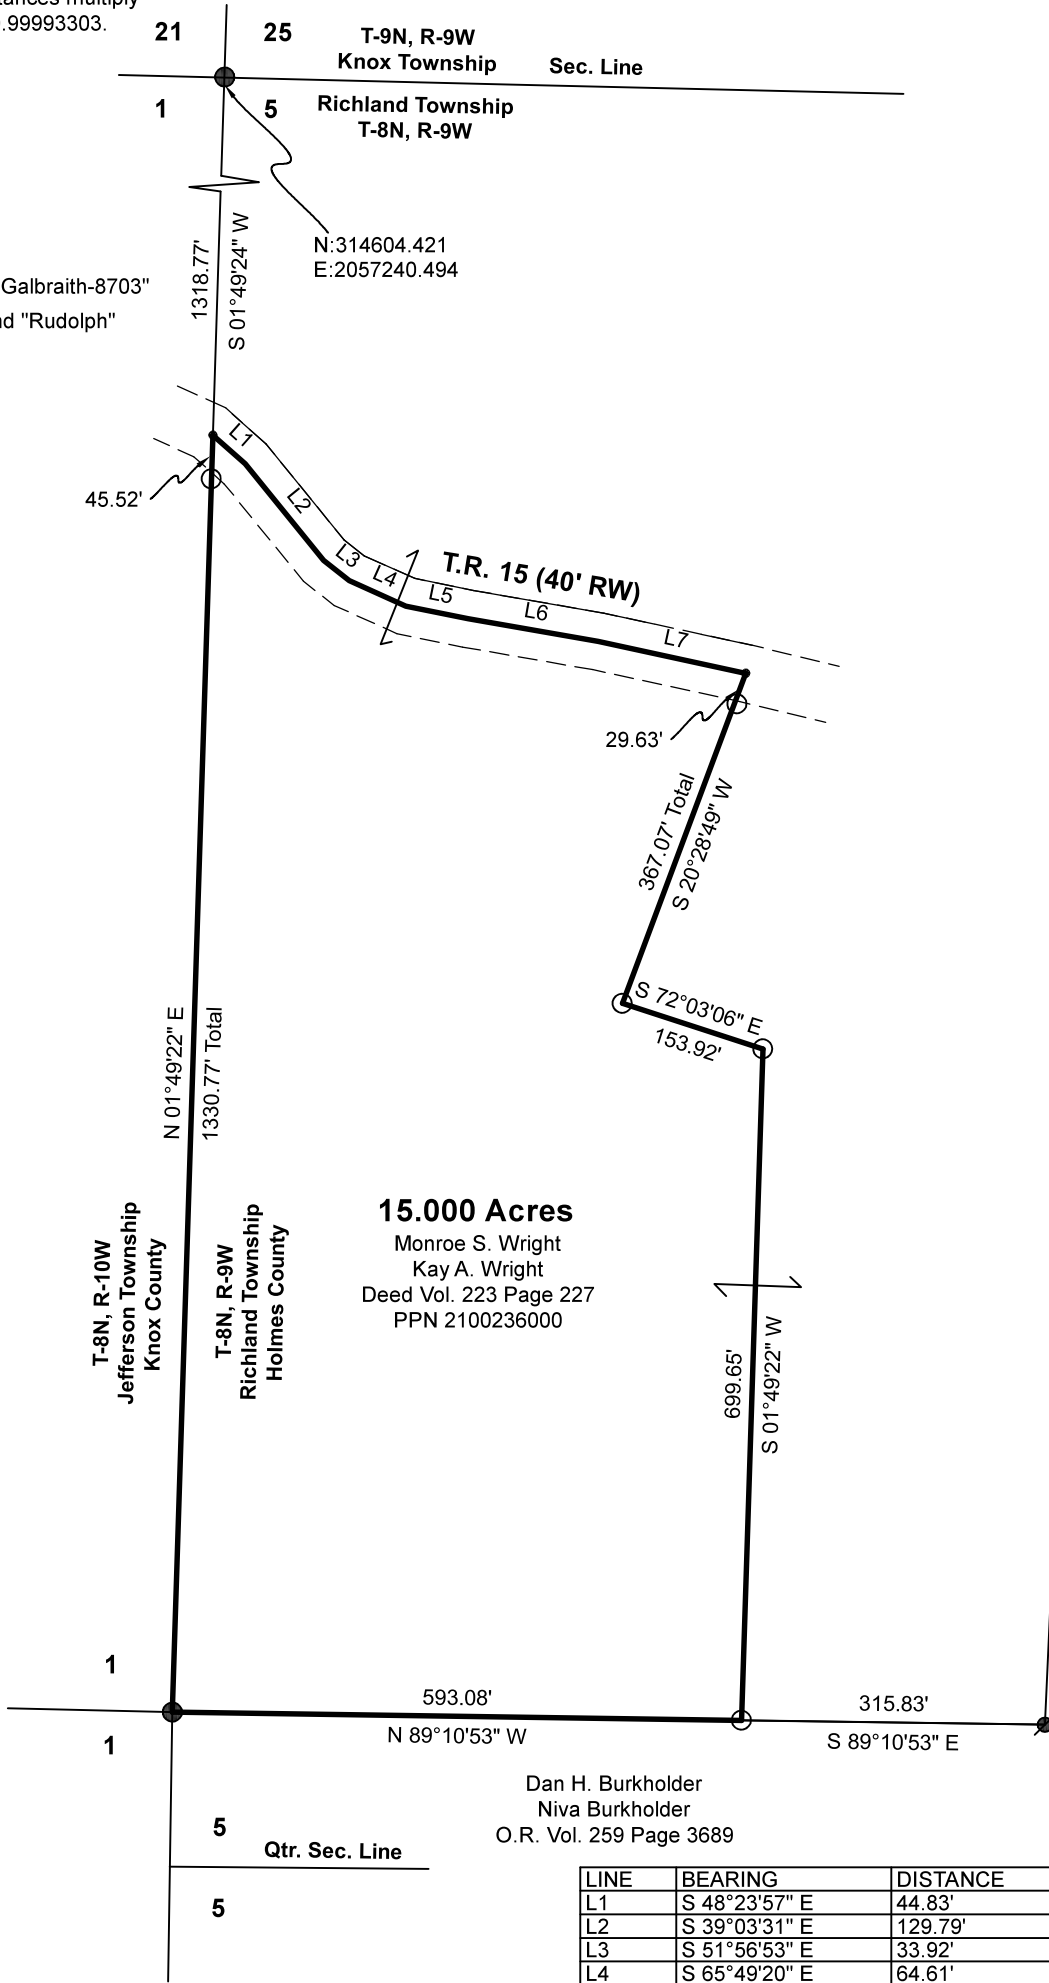 multiply
.99993303.
21
25
T-9N, R-9W
Knox Township
Sec. Line
1
5
Richland Township
T-8N, R-9W
N:314604.421
E:2057240.494
1318.77'
S 01°49'24" W
Galbraith-8703"
"Rudolph"
L1
45.52'
L2
L3
L4
T.R. 15 (40' RW)
L5
L6
L7
29.63'
367.07' Total
S 20°28'49" W
S 72°03'06" E
153.92'
N 01°49'22" E
1330.77' Total
15.000 Acres
Monroe S. Wright
Kay A. Wright
Deed Vol. 223 Page 227
PPN 2100236000
T-8N, R-10W
Jefferson Township
Knox County
T-8N, R-9W
Richland Township
Holmes County
699.65'
S 01°49'22" W
1
593.08'
315.83'
1
N 89°10'53" W
S 89°10'53" E
Dan H. Burkholder
Niva Burkholder
O.R. Vol. 259 Page 3689
5
Qtr. Sec. Line
5
LINE BEARING DISTANCE
L1 S 48°23'57" E 44.83'
L2 S 39°03'31" E 129.79'
L3 S 51°56'53" E 33.92'
L4 S 65°49'20" E 64.61'